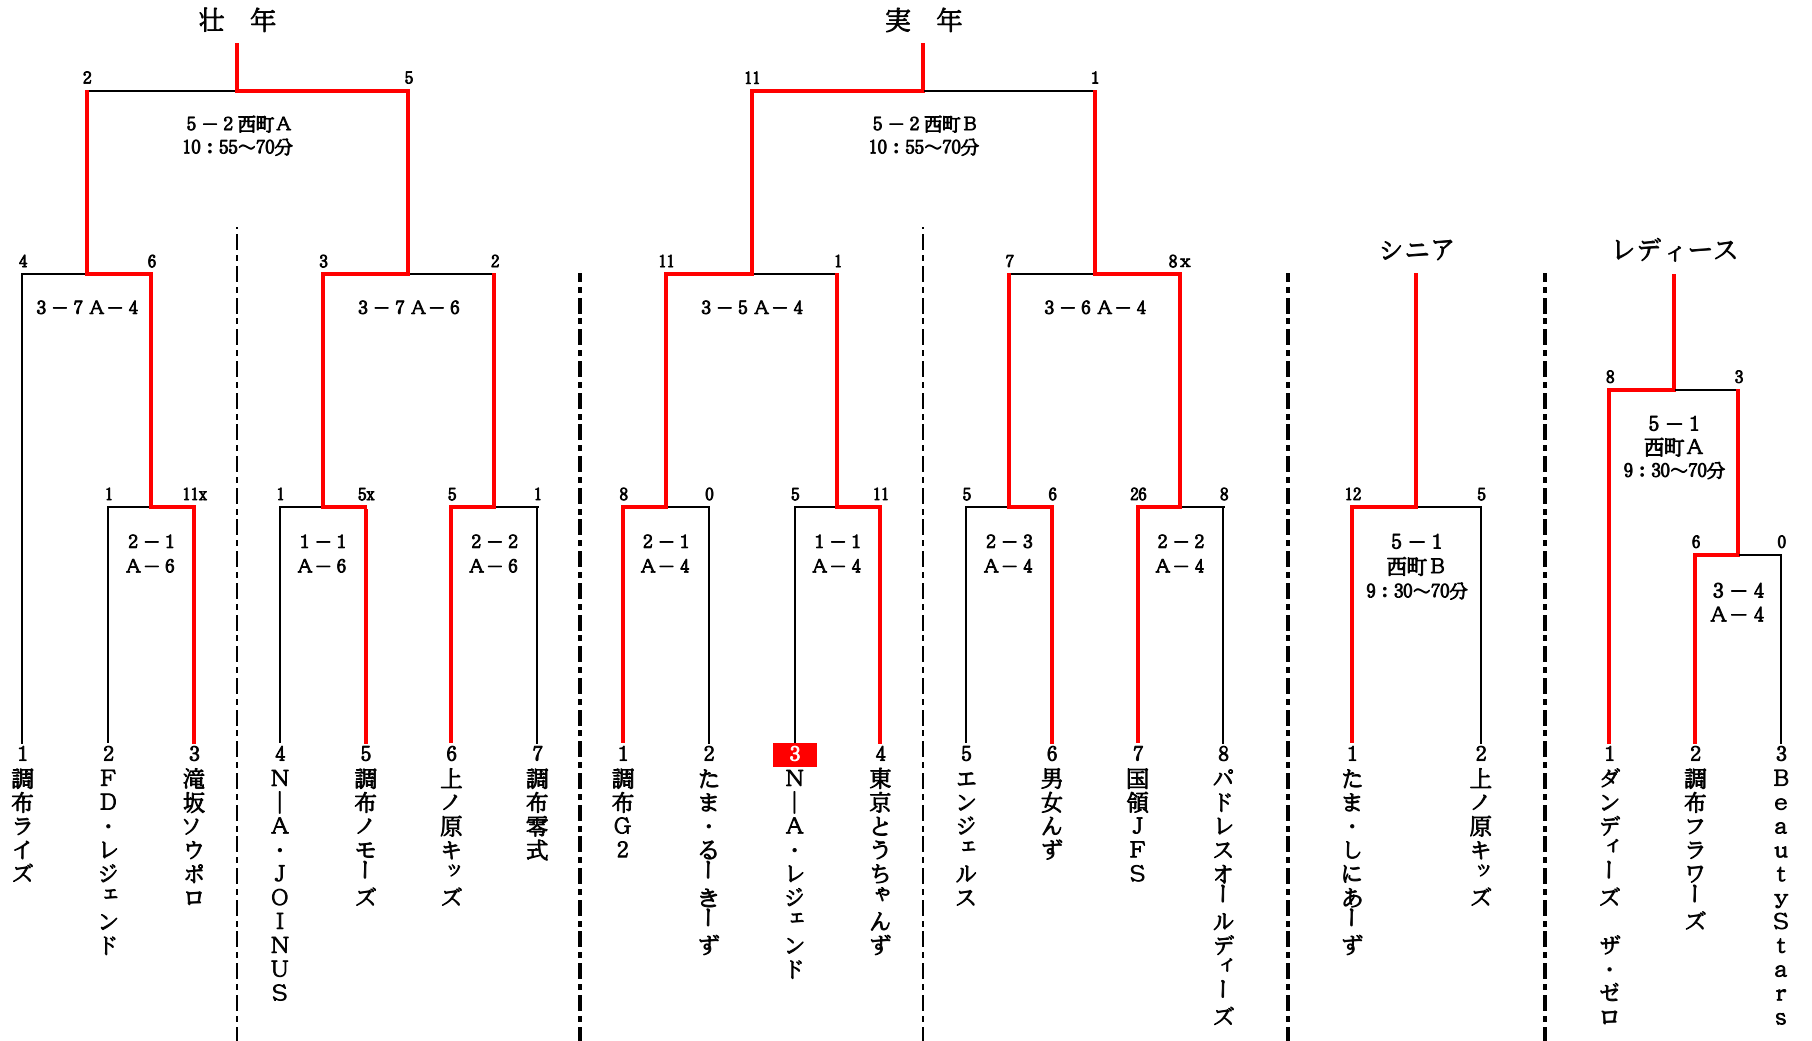 壮　年
実　年
2
5
11
1
5－2 西町A
10：55～70分
5－2 西町B
10：55～70分
シニア
レディース
4
6
3
2
11
1
7
8x
3－7 A－4
3－7 A－6
3－5 A－4
3－6 A－4
8
3
5－1
西町A
9：30～70分
1
11x
1
5x
5
1
8
0
5
11
5
6
26
8
12
5
2－1
A－6
1－1
A－6
2－2
A－6
2－1
A－4
1－1
A－4
2－3
A－4
2－2
A－4
5－1
西町B
9：30～70分
6
0
3－4
A－4
1
調布ライズ
2
FD・レジェンド
3
滝坂ソウポロ
4
N―A・JOINUS
5
調布ノモーズ
6
上ノ原キッズ
7
調布零式
1
調布G2
2
たま・るーきーず
3
N―A・レジェンド
4
東京とうちゃんず
5
エンジェルス
6
男女んず
7
国領JFS
8
パドレスオールディーズ
1
たま・しにあーず
2
上ノ原キッズ
1
ダンディーズ　ザ・ゼロ
2
調布フラワーズ
3
BeautyStars